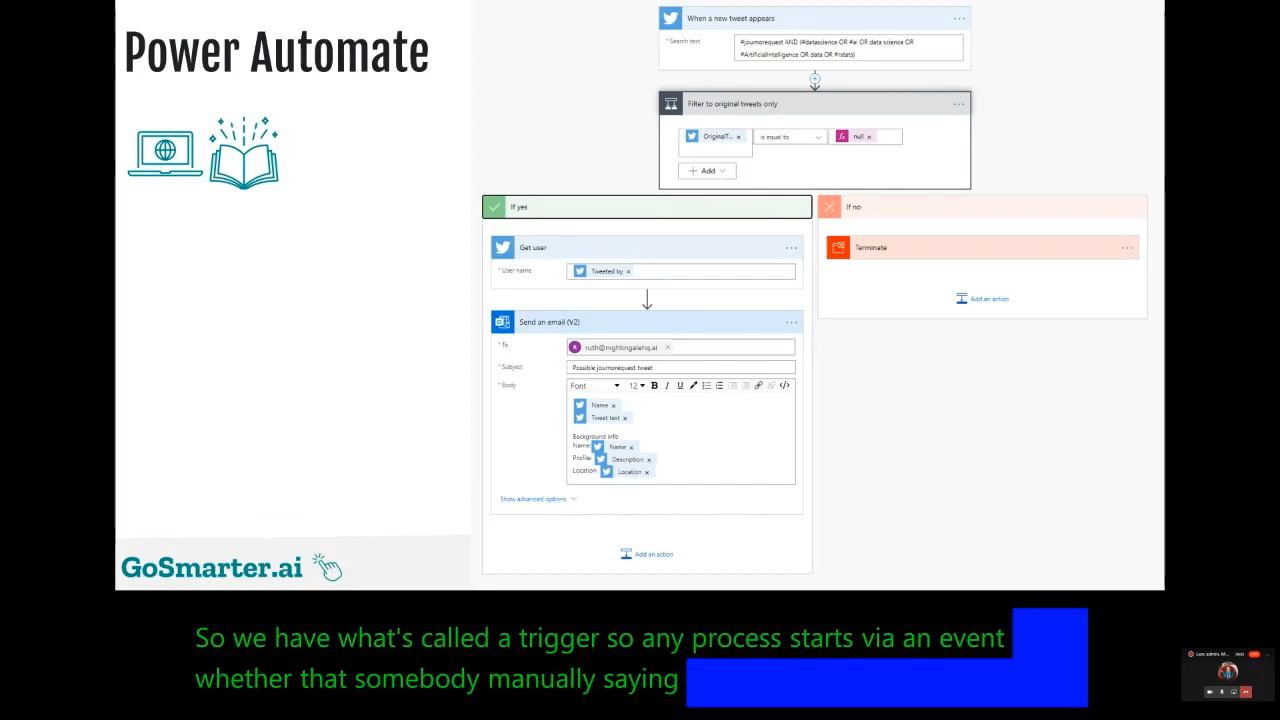 Power Automate
When a new tweet appears
* Search text
#journorequest AND (#datascience OR #ai OR data science OR
#ArtificialIntelligence OR data OR #rstats)
Filter to original tweets only
OriginalT... × is equal to null ×
Add
If yes
If no
Get user
Terminate
* User name Tweeted by ×
Add an action
Send an email (V2)
* To ruth@nightingalehq.ai ×
* Subject Possible journorequest tweet
* Body Font 12 B I U </>
Name ×
Tweet text ×
Background info
Name: Name ×
Profile: Description ×
Location: Location ×
Show advanced options
Add an action
GoSmarter.ai
So we have what's called a trigger so any process starts via an event
whether that somebody manually saying